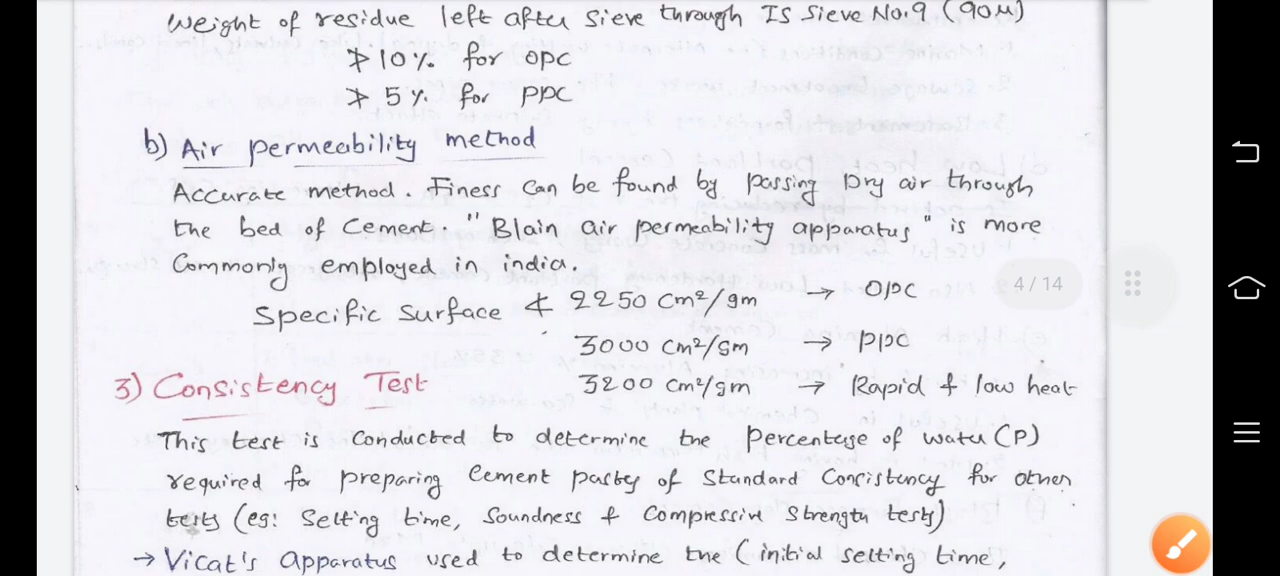 Weight of residue left after Sieve through IS Sieve No.9 (90μ)
≯ 10% for OPC
≯ 5% for PPC
b) Air permeability method
Accurate method. Finess can be found by passing Dry air through
the bed of Cement. "Blain air permeability apparatus" is more
Commonly employed in india.
Specific Surface ≮ 2250 cm²/gm → OPC
3000 cm²/gm → PPC
3200 cm²/gm → Rapid & low heat
4 / 14
3) Consistency Test
This test is conducted to determine the percentage of water (P)
required for preparing Cement pastes of Standard Consistency for other
tests (eg: Setting time, Soundness & Compressive Strength tests)
→ Vicat's Apparatus used to determine the (initial setting time,